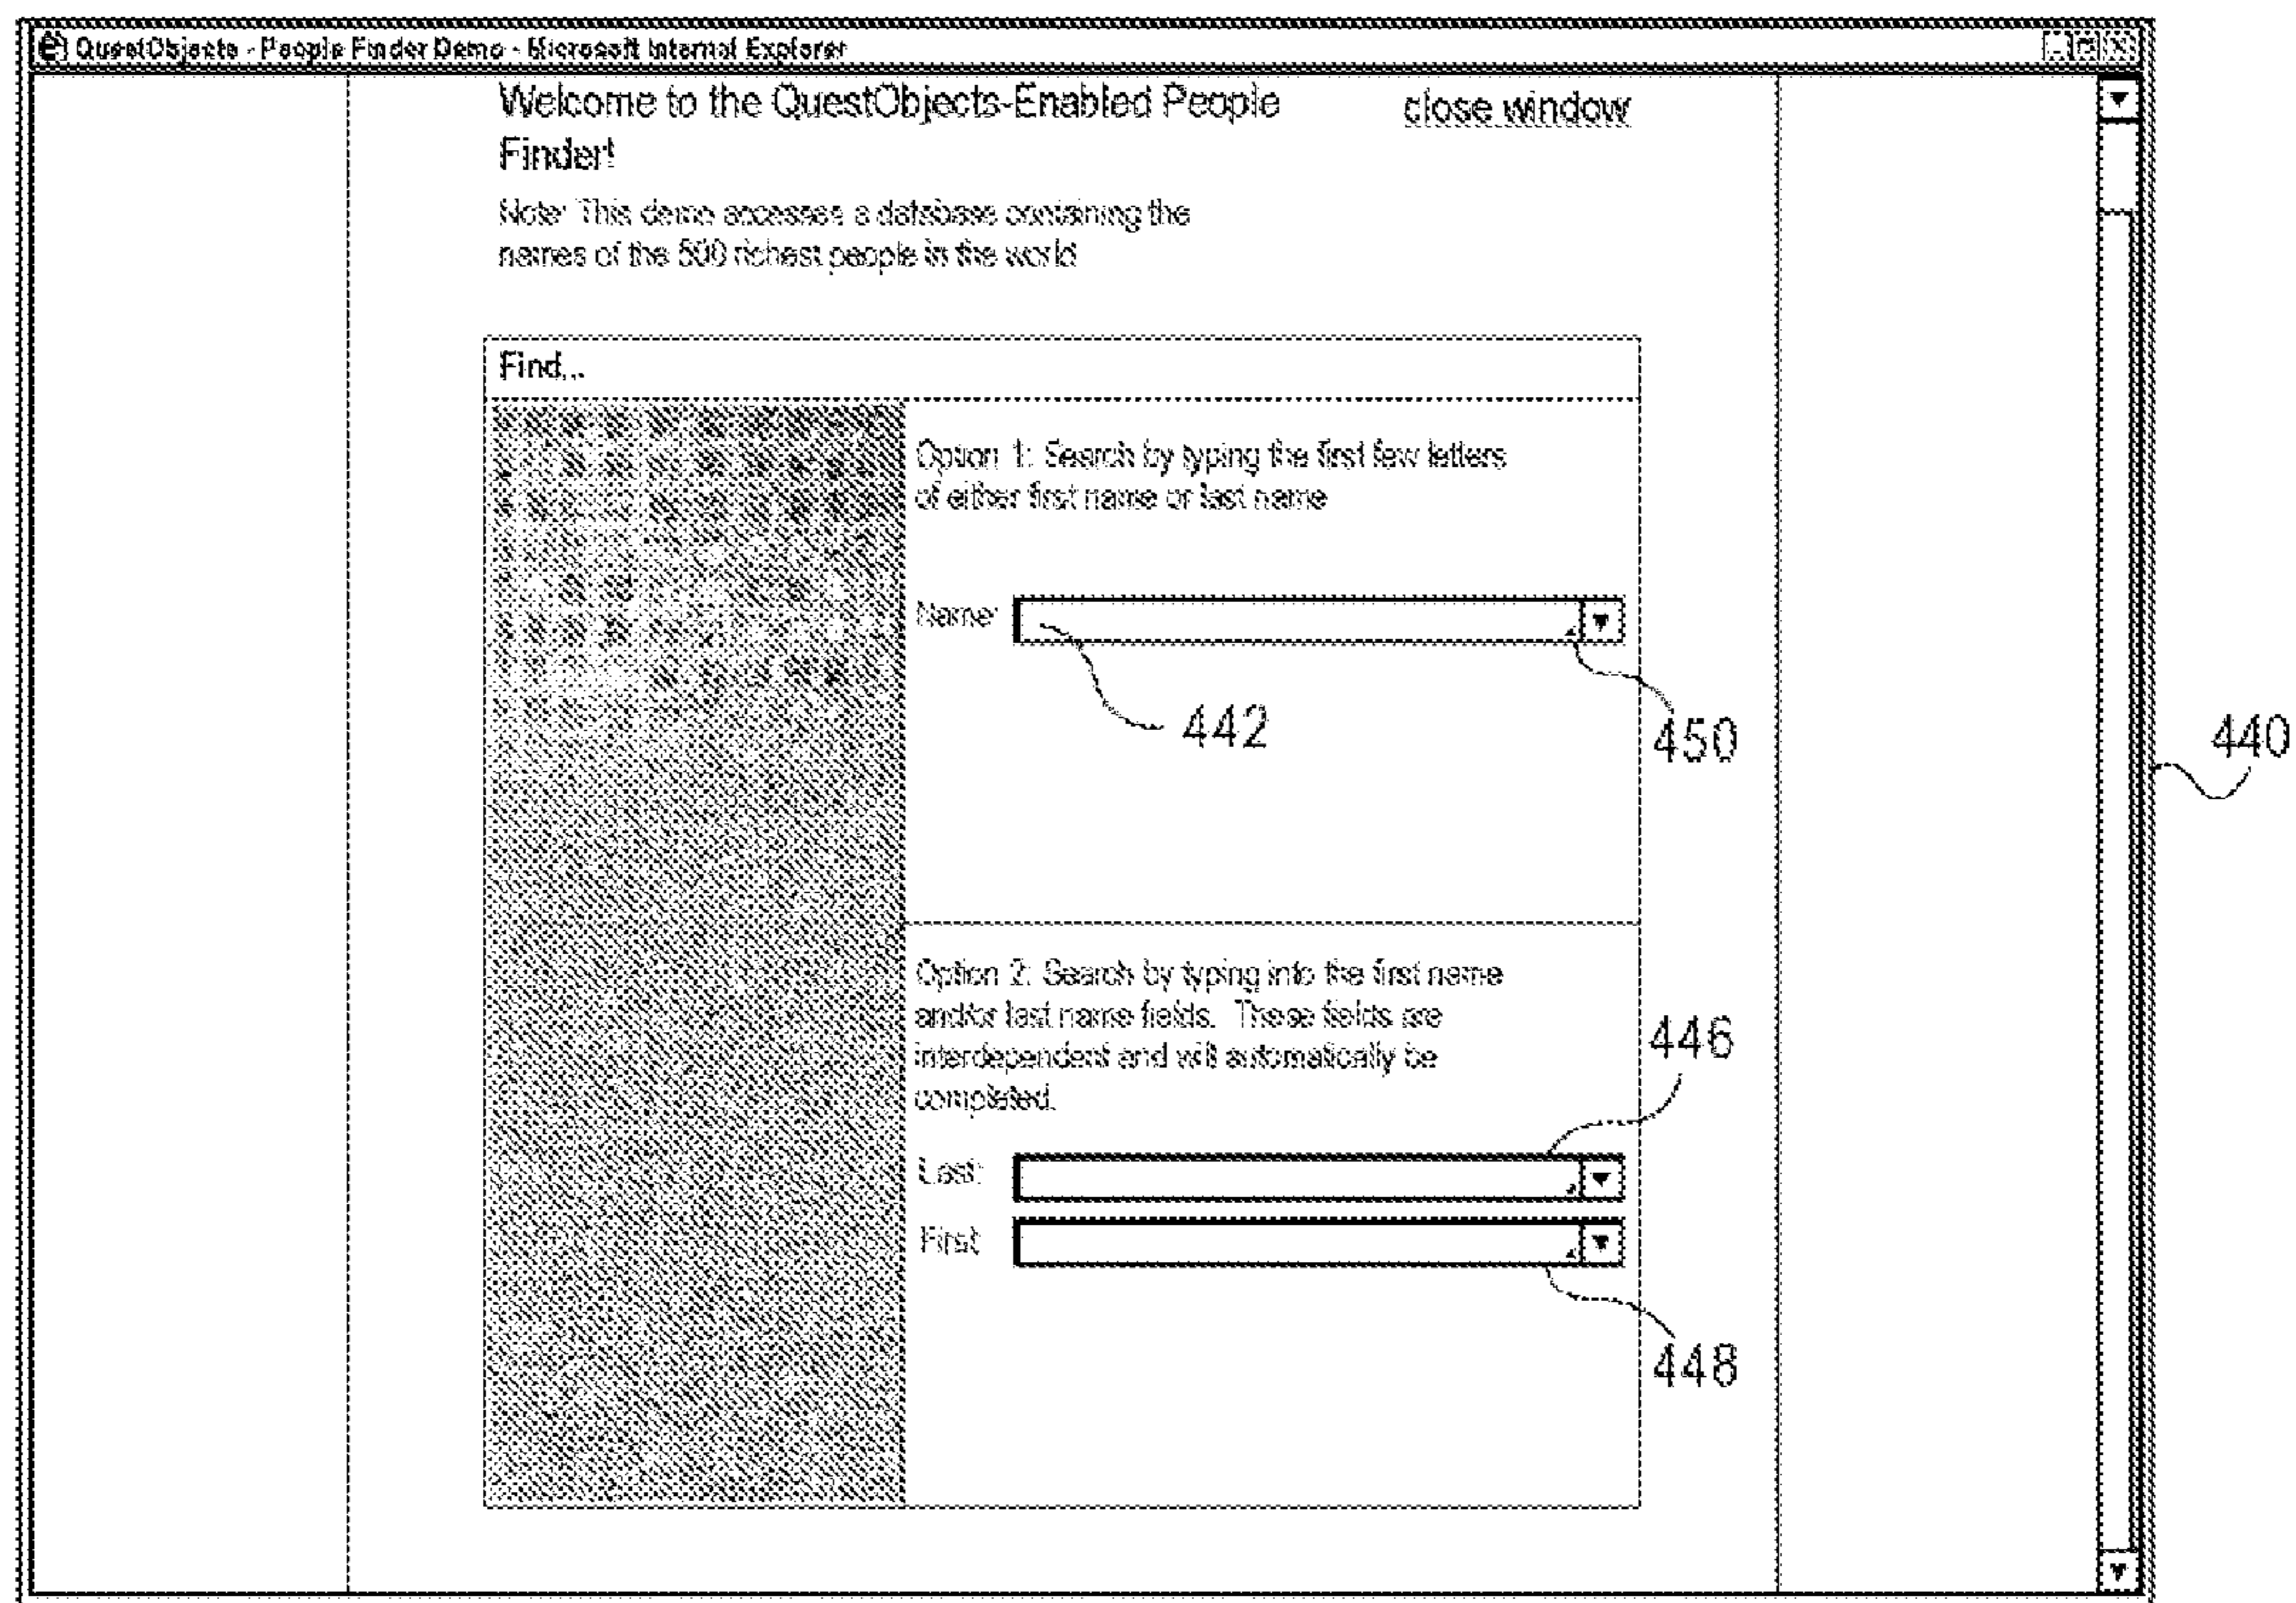 QuestObjects - People Finder Demo - Microsoft Internet Explorer
Welcome to the QuestObjects-Enabled People
Finder!
close window
Note: This demo accesses a database containing the
names of the 500 richest people in the world
Find...
Option 1: Search by typing the first few letters
of either first name or last name
Name:
442
450
440
Option 2: Search by typing into the first name
and/or last name fields. These fields are
interdependent and will automatically be
completed.
446
Last:
First:
448